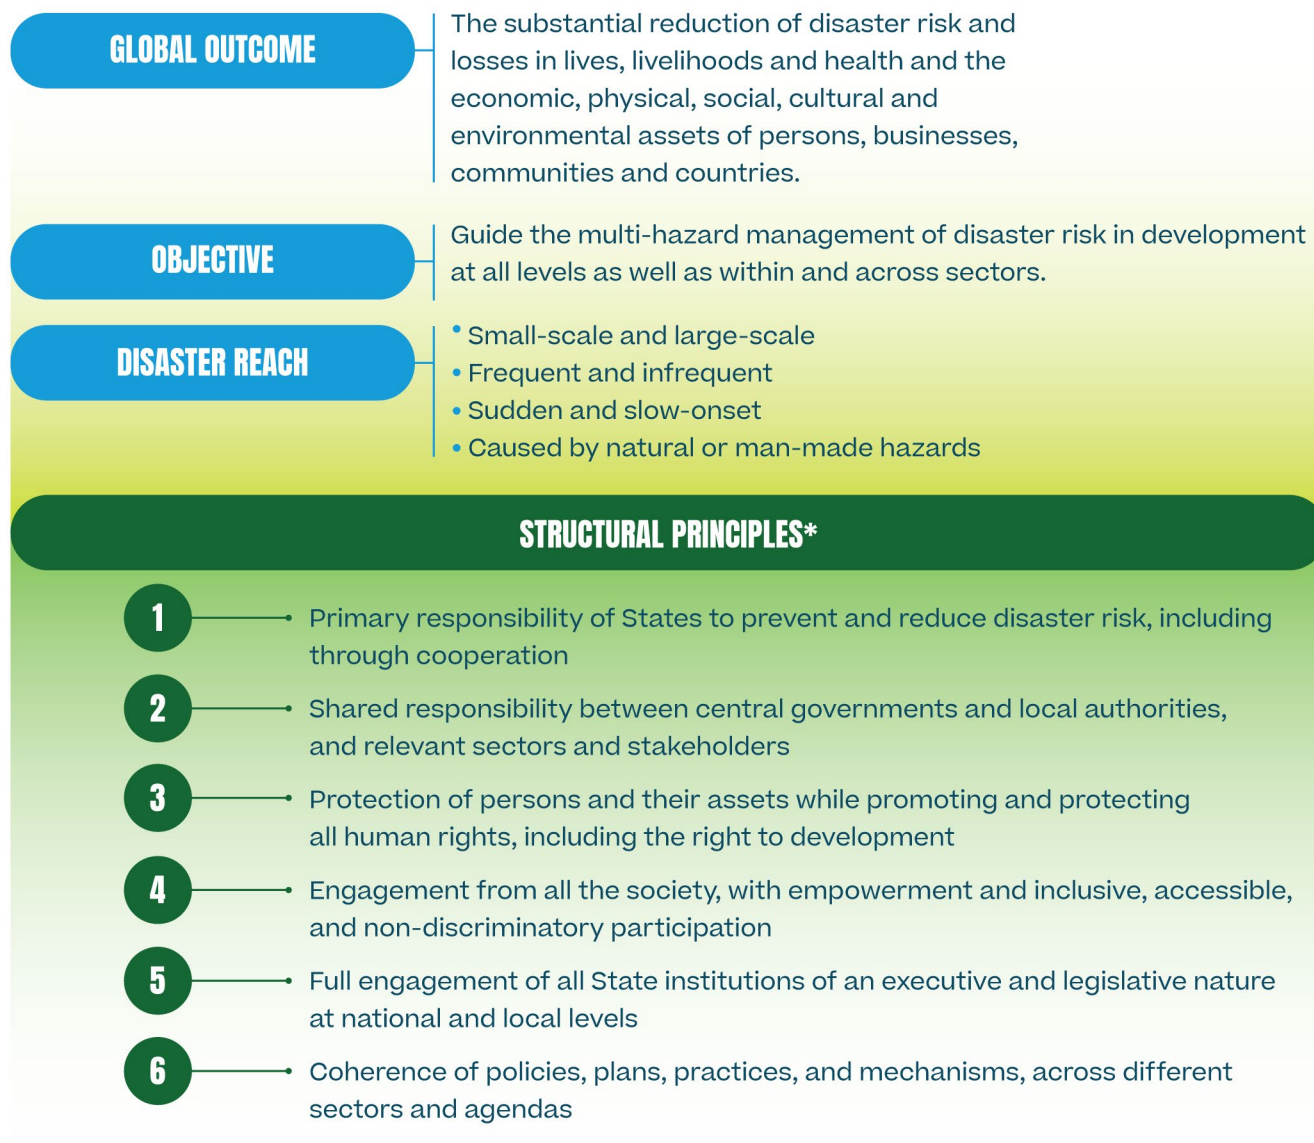 GLOBAL OUTCOME
The substantial reduction of disaster risk and
losses in lives, livelihoods and health and the
economic, physical, social, cultural and
environmental assets of persons, businesses,
communities and countries.
OBJECTIVE
Guide the multi-hazard management of disaster risk in development
at all levels as well as within and across sectors.
DISASTER REACH
• Small-scale and large-scale
• Frequent and infrequent
• Sudden and slow-onset
• Caused by natural or man-made hazards
STRUCTURAL PRINCIPLES*
1 Primary responsibility of States to prevent and reduce disaster risk, including
through cooperation
2 Shared responsibility between central governments and local authorities,
and relevant sectors and stakeholders
3 Protection of persons and their assets while promoting and protecting
all human rights, including the right to development
4 Engagement from all the society, with empowerment and inclusive, accessible,
and non-discriminatory participation
5 Full engagement of all State institutions of an executive and legislative nature
at national and local levels
6 Coherence of policies, plans, practices, and mechanisms, across different
sectors and agendas